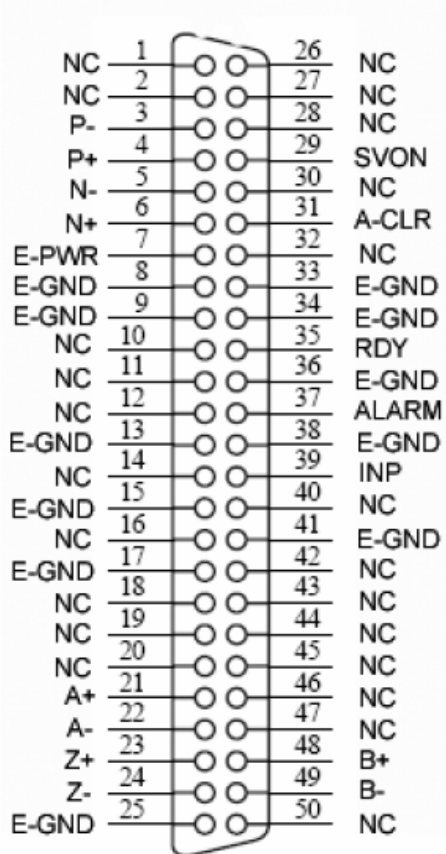 NC 1 26 NC
NC 2 27 NC
P- 3 28 NC
P+ 4 29 SVON
N- 5 30 NC
N+ 6 31 A-CLR
E-PWR 7 32 NC
E-GND 8 33 E-GND
E-GND 9 34 E-GND
NC 10 35 RDY
NC 11 36 E-GND
NC 12 37 ALARM
E-GND 13 38 E-GND
NC 14 39 INP
E-GND 15 40 NC
NC 16 41 E-GND
E-GND 17 42 NC
NC 18 43 NC
NC 19 44 NC
NC 20 45 NC
A+ 21 46 NC
A- 22 47 NC
Z+ 23 48 B+
Z- 24 49 B-
E-GND 25 50 NC